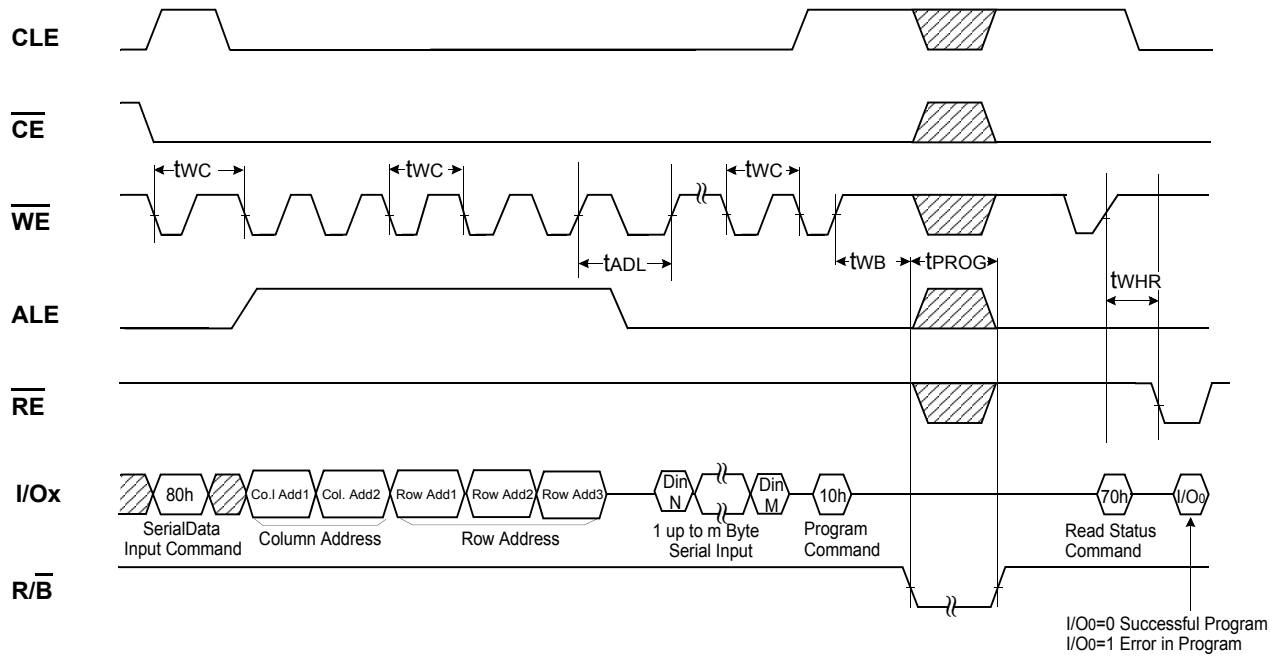 CLE
CE
tWC
tWC
tWC
WE
tADL
tWB
tPROG
tWHR
ALE
RE
I/Ox
80h
Co.l Add1
Col. Add2
Row Add1
Row Add2
Row Add3
Din N
Din M
10h
70h
I/O0
SerialData
Input Command
Column Address
Row Address
1 up to m Byte
Serial Input
Program
Command
Read Status
Command
R/B
I/O0=0 Successful Program
I/O0=1 Error in Program